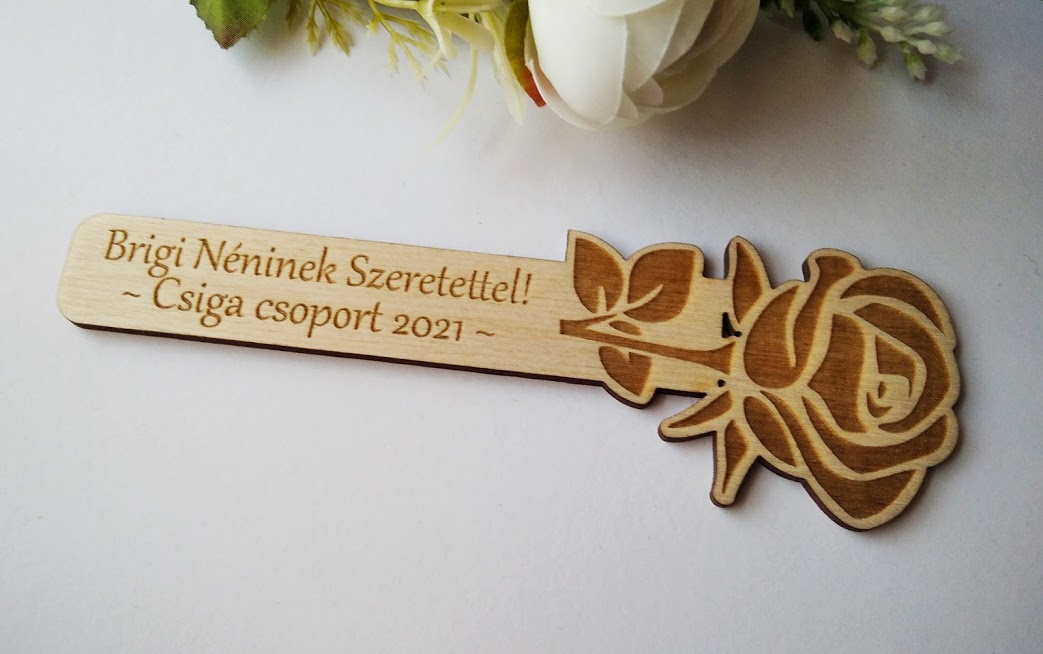 Brigi Néninek Szeretettel!
~ Csiga csoport 2021 ~